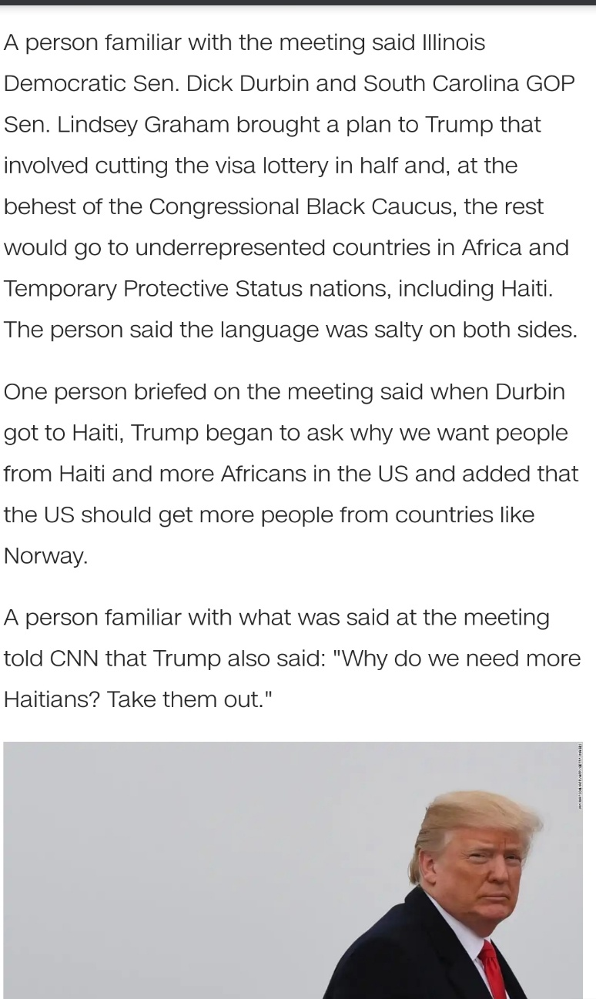 A person familiar with the meeting said Illinois
Democratic Sen. Dick Durbin and South Carolina GOP
Sen. Lindsey Graham brought a plan to Trump that
involved cutting the visa lottery in half and, at the
behest of the Congressional Black Caucus, the rest
would go to underrepresented countries in Africa and
Temporary Protective Status nations, including Haiti.
The person said the language was salty on both sides.
One person briefed on the meeting said when Durbin
got to Haiti, Trump began to ask why we want people
from Haiti and more Africans in the US and added that
the US should get more people from countries like
Norway.
A person familiar with what was said at the meeting
told CNN that Trump also said: "Why do we need more
Haitians? Take them out."